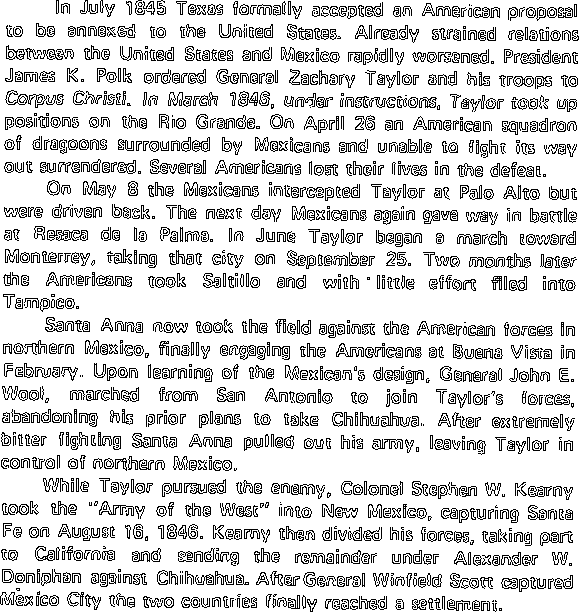 In July 1845 Texas formally accepted an American proposal
to be annexed to the United States. Already strained relations
between the United States and Mexico rapidly worsened. President
James K. Polk ordered General Zachary Taylor and his troops to
Corpus Christi. In March 1846, under instructions, Taylor took up
positions on the Rio Grande. On April 26 an American squadron
of dragoons surrounded by Mexicans and unable to fight its way
out surrendered. Several Americans lost their lives in the defeat.
On May 8 the Mexicans intercepted Taylor at Palo Alto but
were driven back. The next day Mexicans again gave way in battle
at Resaca de la Palma. In June Taylor began a march toward
Monterrey, taking that city on September 25. Two months later
the Americans took Saltillo and with little effort filed into
Tampico.
Santa Anna now took the field against the American forces in
northern Mexico, finally engaging the Americans at Buena Vista in
February. Upon learning of the Mexican's design, General John E.
Wool, marched from San Antonio to join Taylor's forces,
abandoning his prior plans to take Chihuahua. After extremely
bitter fighting Santa Anna pulled out his army, leaving Taylor in
control of northern Mexico.
While Taylor pursued the enemy, Colonel Stephen W. Kearny
took the "Army of the West" into New Mexico, capturing Santa
Fe on August 16, 1846. Kearny then divided his forces, taking part
to California and sending the remainder under Alexander W.
Doniphan against Chihuahua. After General Winfield Scott captured
Mexico City the two countries finally reached a settlement.